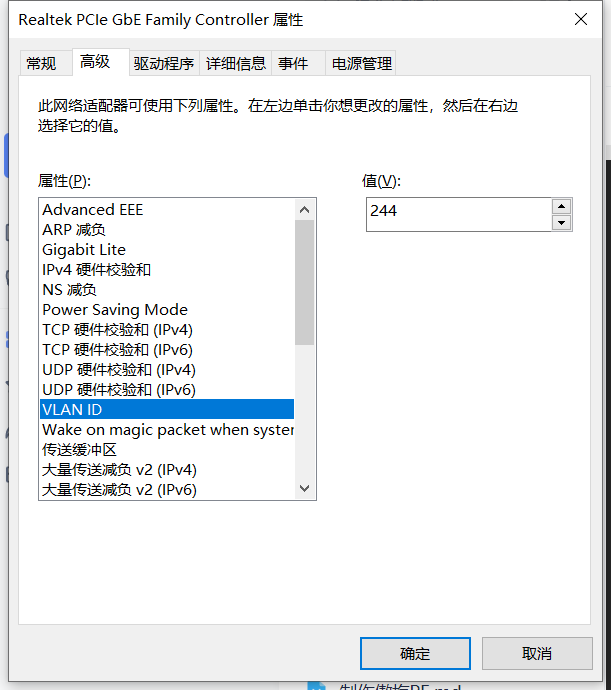 Realtek PCIe GbE Family Controller 属性
常规 高级 驱动程序 详细信息 事件 电源管理
此网络适配器可使用下列属性。在左边单击你想更改的属性，然后在右边
选择它的值。
属性(P): 值(V):
Advanced EEE
ARP 减负
Gigabit Lite
IPv4 硬件校验和
NS 减负
Power Saving Mode
TCP 硬件校验和 (IPv4)
TCP 硬件校验和 (IPv6)
UDP 硬件校验和 (IPv4)
UDP 硬件校验和 (IPv6)
VLAN ID
Wake on magic packet when syster
传送缓冲区
大量传送减负 v2 (IPv4)
大量传送减负 v2 (IPv6)
244
确定 取消